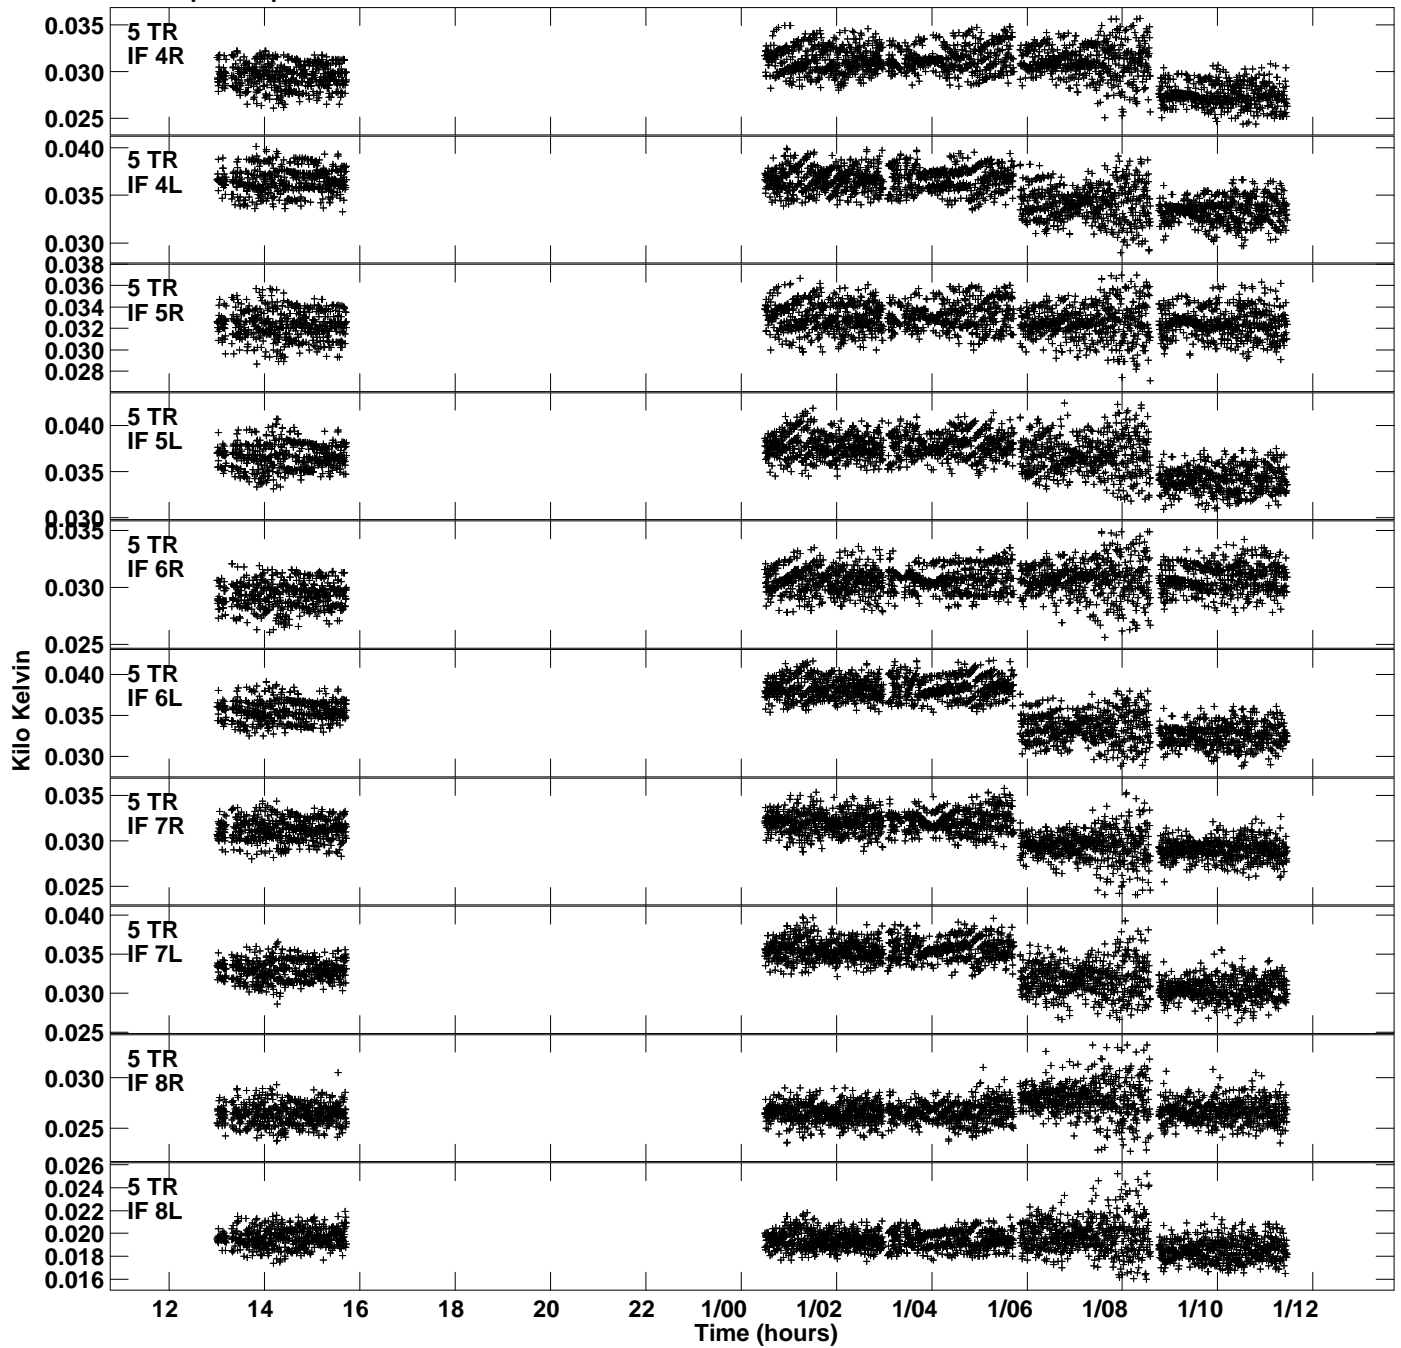 0.035
0.030
0.025
5 TR
IF 4R
0.040
0.035
0.030
5 TR
IF 4L
0.038
0.036
0.034
0.032
0.030
0.028
5 TR
IF 5R
0.040
0.035
0.030
5 TR
IF 5L
0.035
0.030
0.025
5 TR
IF 6R
0.040
0.035
0.030
5 TR
IF 6L
0.035
0.030
0.025
5 TR
IF 7R
0.040
0.035
0.030
0.025
5 TR
IF 7L
0.030
0.025
5 TR
IF 8R
0.026
0.024
0.022
0.020
0.018
0.016
5 TR
IF 8L
Kilo Kelvin
12 14 16 18 20 22 1/00 1/02 1/04 1/06 1/08 1/10 1/12
Time (hours)